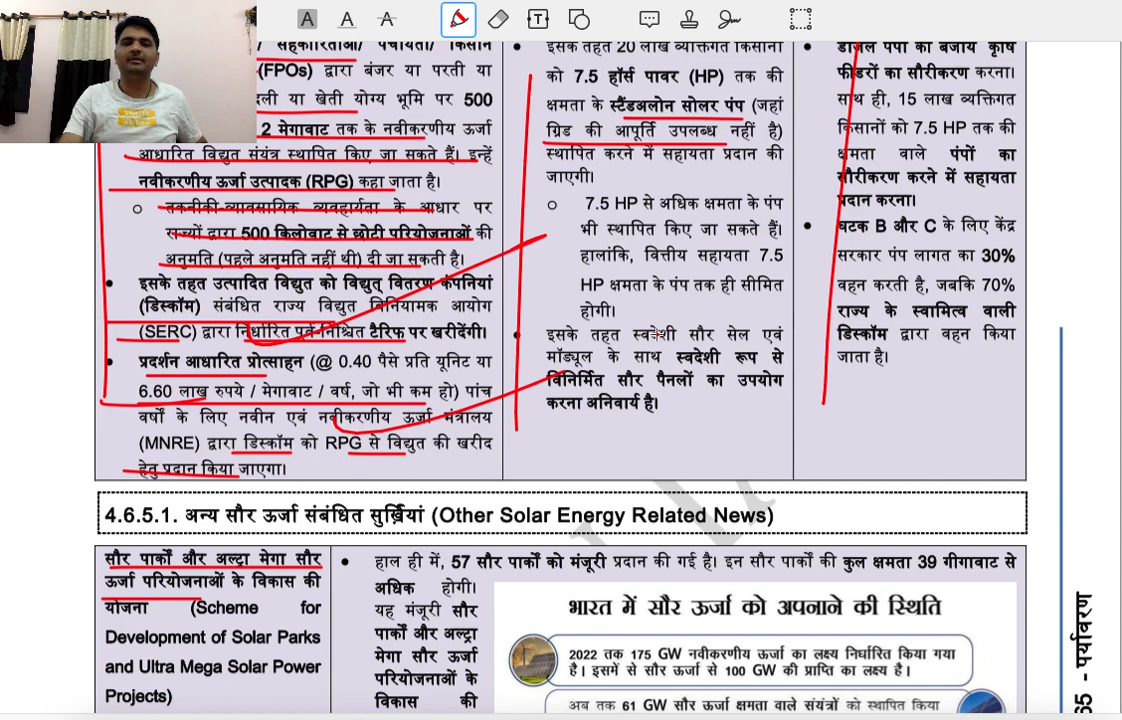 / सहकारिताओं/ पंचायतों/ किसान
(FPOs) द्वारा बंजर या परती या
दली या खेती योग्य भूमि पर 500
2 मेगावाट तक के नवीकरणीय ऊर्जा
आधारित विद्युत संयंत्र स्थापित किए जा सकते हैं। इन्हें
नवीकरणीय ऊर्जा उत्पादक (RPG) कहा जाता है।
○ तकनीकी-व्यावसायिक व्यवहार्यता के आधार पर
राज्यों द्वारा 500 किलोवाट से छोटी परियोजनाओं की
अनुमति (पहले अनुमति नहीं थी) दी जा सकती है।
• इसके तहत उत्पादित विद्युत को विद्युत् वितरण कंपनियां
(डिस्कॉम) संबंधित राज्य विद्युत विनियामक आयोग
(SERC) द्वारा निर्धारित पूर्व-निश्चित टैरिफ पर खरीदेंगी।
• प्रदर्शन आधारित प्रोत्साहन (@ 0.40 पैसे प्रति यूनिट या
6.60 लाख रुपये / मेगावाट / वर्ष, जो भी कम हो) पांच
वर्षों के लिए नवीन एवं नवीकरणीय ऊर्जा मंत्रालय
(MNRE) द्वारा डिस्कॉम को RPG से विद्युत की खरीद
हेतु प्रदान किया जाएगा।
• इसके तहत 20 लाख व्यक्तिगत किसानों
को 7.5 हॉर्स पावर (HP) तक की
क्षमता के स्टैंडअलोन सोलर पंप (जहां
ग्रिड की आपूर्ति उपलब्ध नहीं है)
स्थापित करने में सहायता प्रदान की
जाएगी।
○ 7.5 HP से अधिक क्षमता के पंप
भी स्थापित किए जा सकते हैं।
हालांकि, वित्तीय सहायता 7.5
HP क्षमता के पंप तक ही सीमित
होगी।
• इसके तहत स्वदेशी सौर सेल एवं
मॉड्यूल के साथ स्वदेशी रूप से
विनिर्मित सौर पैनलों का उपयोग
करना अनिवार्य है।
• डीजल पंपों की बजाय कृषि
फीडरों का सौरीकरण करना।
साथ ही, 15 लाख व्यक्तिगत
किसानों को 7.5 HP तक की
क्षमता वाले पंपों का
सौरीकरण करने में सहायता
प्रदान करना।
• घटक B और C के लिए केंद्र
सरकार पंप लागत का 30%
वहन करती है, जबकि 70%
राज्य के स्वामित्व वाली
डिस्कॉम द्वारा वहन किया
जाता है।
4.6.5.1. अन्य सौर ऊर्जा संबंधित सुर्ख़ियां (Other Solar Energy Related News)
सौर पार्कों और अल्ट्रा मेगा सौर
ऊर्जा परियोजनाओं के विकास की
योजना (Scheme for
Development of Solar Parks
and Ultra Mega Solar Power
Projects)
• हाल ही में, 57 सौर पार्कों को मंजूरी प्रदान की गई है। इन सौर पार्कों की कुल क्षमता 39 गीगावाट से
अधिक होगी।
यह मंजूरी सौर
पार्कों और अल्ट्रा
मेगा सौर ऊर्जा
परियोजनाओं के
विकास की
भारत में सौर ऊर्जा को अपनाने की स्थिति
2022 तक 175 GW नवीकरणीय ऊर्जा का लक्ष्य निर्धारित किया गया
है। इसमें से सौर ऊर्जा से 100 GW की प्राप्ति का लक्ष्य है।
अब तक 61 GW सौर ऊर्जा क्षमता वाले संयंत्रों को स्थापित किया
65 - पर्यावरण